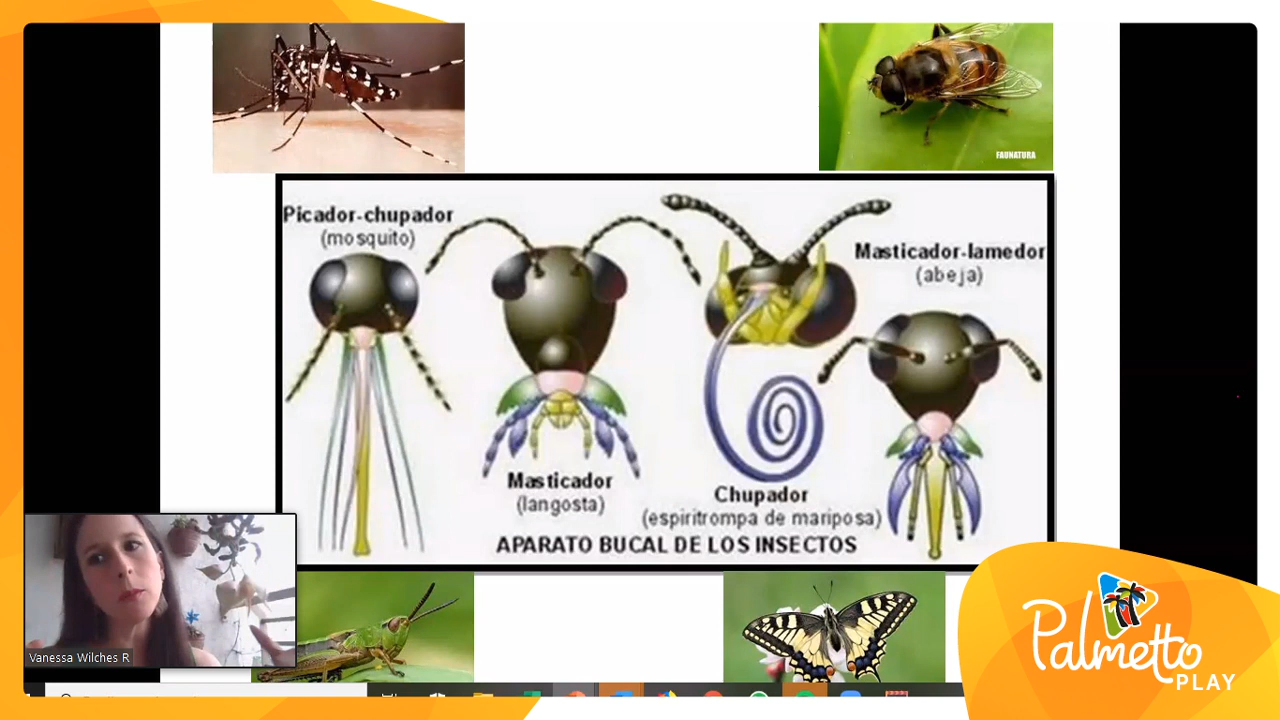 FAUNATURA
Picador-chupador
(mosquito)
Masticador-lamedor
(abeja)
Masticador
(langosta)
Chupador
(espiritrompa de mariposa)
APARATO BUCAL DE LOS INSECTOS
Vanessa Wilches R
Palmetto
PLAY